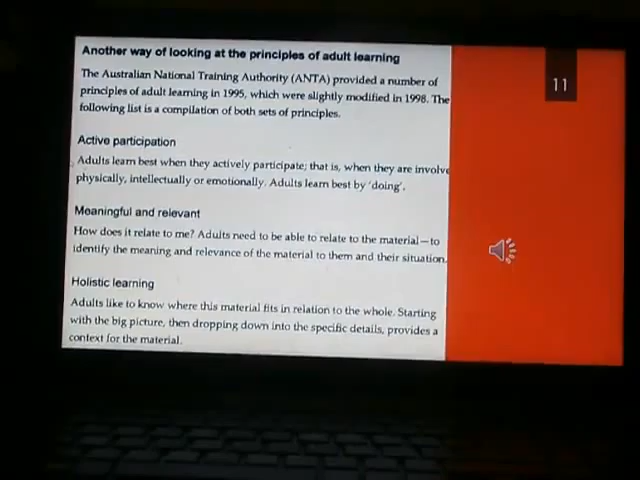 Another way of looking at the principles of adult learning
11
The Australian National Training Authority (ANTA) provided a number of
principles of adult learning in 1995, which were slightly modified in 1998. The
following list is a compilation of both sets of principles.
Active participation
Adults learn best when they actively participate; that is, when they are involve
physically, intellectually or emotionally. Adults learn best by 'doing'.
Meaningful and relevant
How does it relate to me? Adults need to be able to relate to the material—to
identify the meaning and relevance of the material to them and their situation.
Holistic learning
Adults like to know where this material fits in relation to the whole. Starting
with the big picture, then dropping down into the specific details, provides a
context for the material.